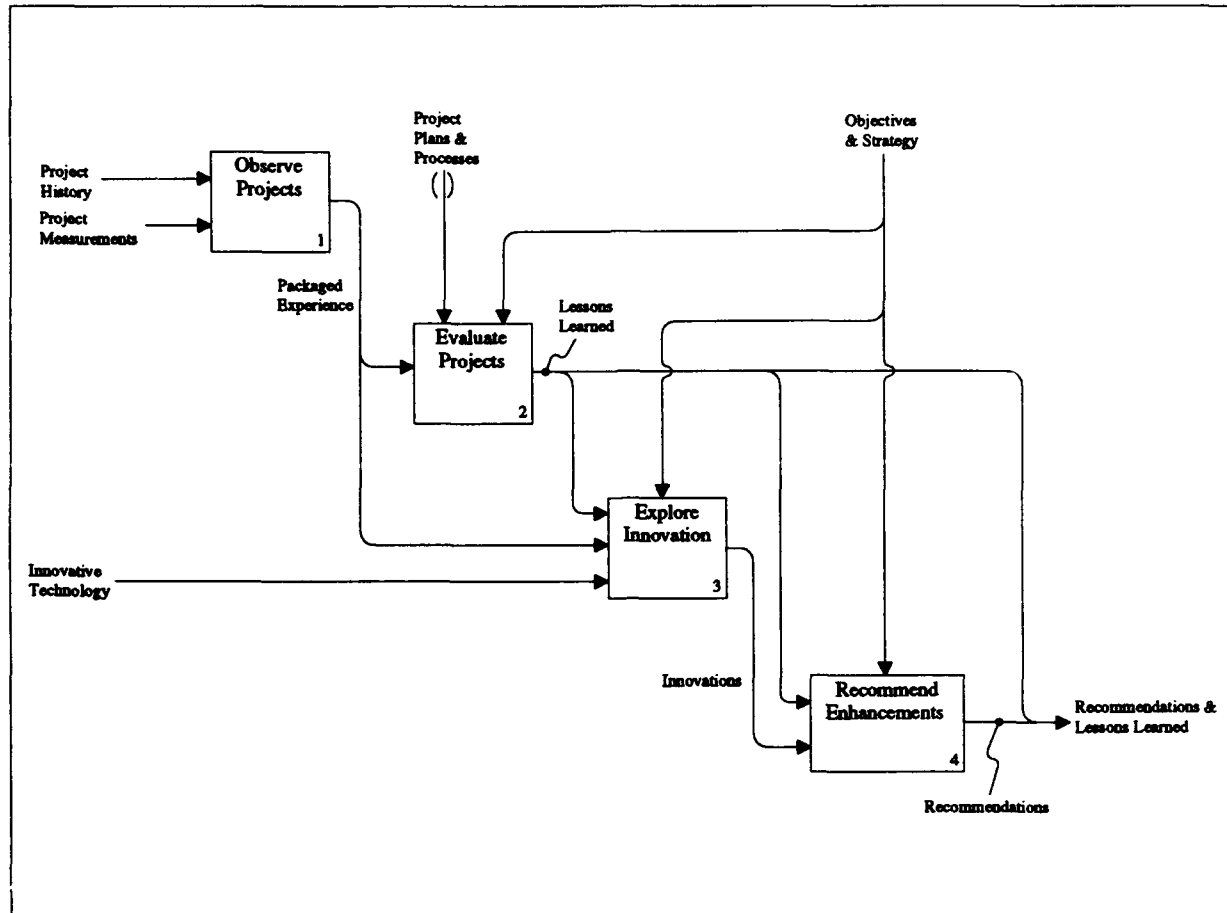 Project
Plans &
Processes
( )
Objectives
& Strategy
Observe
Projects
1
Project
History
Project
Measurements
Packaged
Experience
Lessons
Learned
Evaluate
Projects
2
Explore
Innovation
3
Innovative
Technology
Innovations
Recommend
Enhancements
4
Recommendations &
Lessons Learned
Recommendations